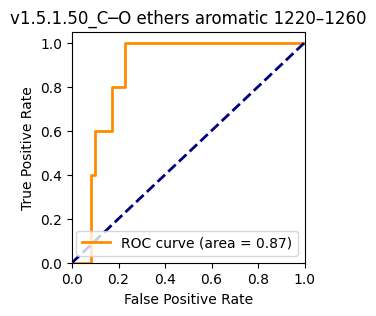 v1.5.1.50_C─O ethers aromatic 1220–1260
True Positive Rate
1.0
0.8
0.6
0.4
0.2
0.0
ROC curve (area = 0.87)
0.0 0.2 0.4 0.6 0.8 1.0
False Positive Rate